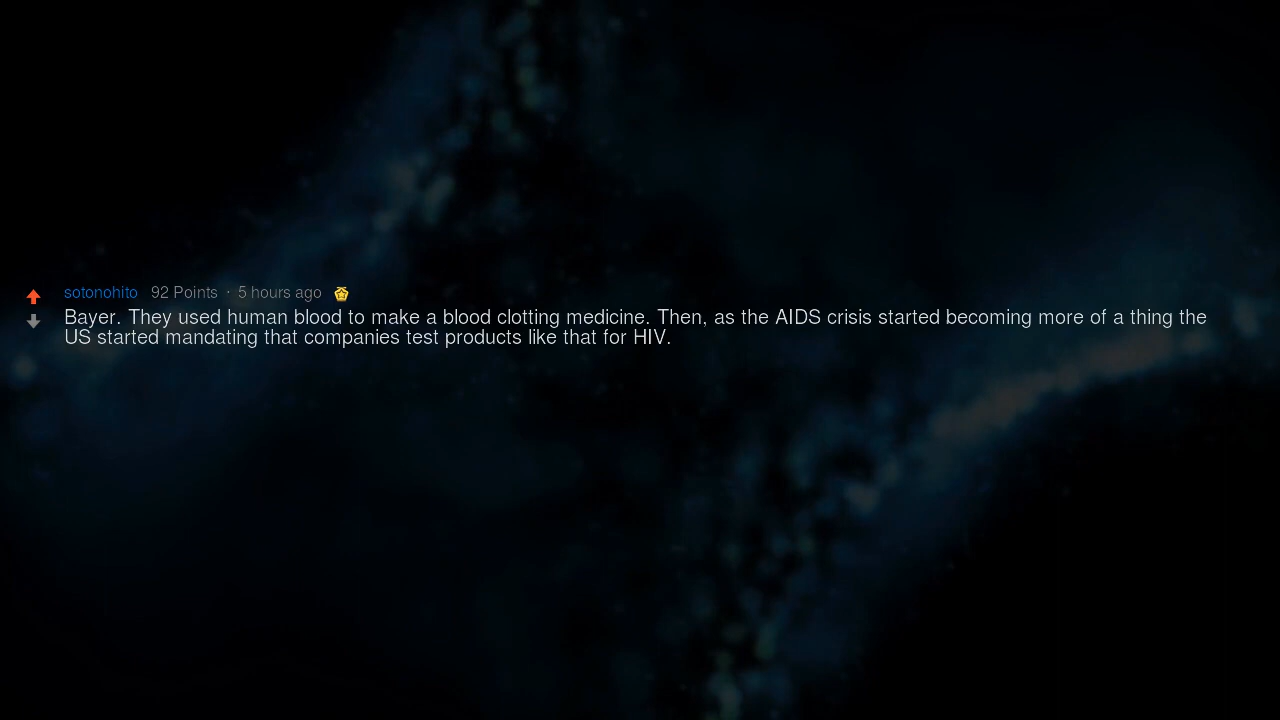 sotonohito 92 Points · 5 hours ago
Bayer. They used human blood to make a blood clotting medicine. Then, as the AIDS crisis started becoming more of a thing the
US started mandating that companies test products like that for HIV.